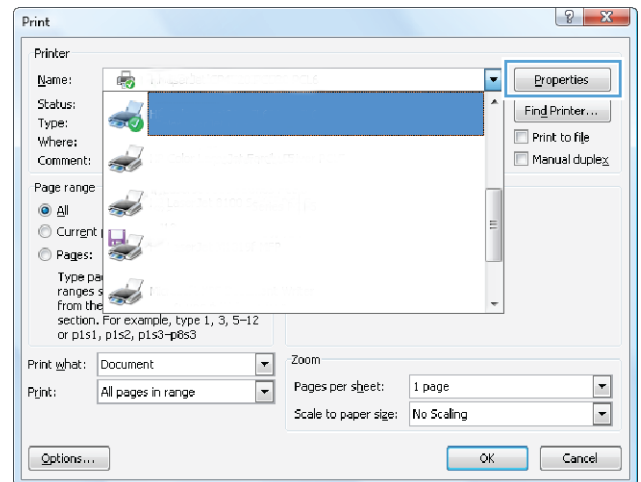 Print
Printer
Name:
Properties
Status:
Find Printer...
Type:
Where:
Print to file
Comment:
Manual duplex
Page range
All
Current
Pages:
Type
ranges
from the
section. For example, type 1, 3, 5–12
or p1s1, p1s2, p1s3–p8s3
Print what: Document
Print: All pages in range
Zoom
Pages per sheet: 1 page
Scale to paper size: No Scaling
Options...
OK
Cancel